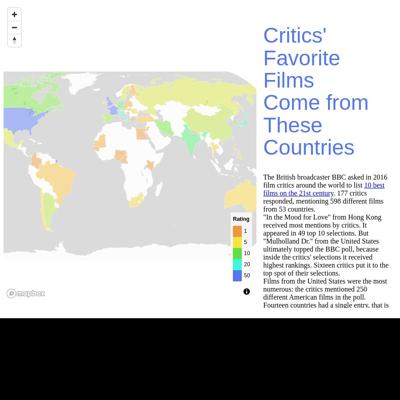 Critics'
Favorite
Films
Come from
These
Countries
The British broadcaster BBC asked in 2016
film critics around the world to list 10 best
films on the 21st century. 177 critics
responded, mentioning 598 different films
from 53 countries.
"In the Mood for Love" from Hong Kong
received most mentions by critics. It
appeared in 49 top 10 selections. But
"Mulholland Dr." from the United States
ultimately topped the BBC poll, because
inside the critics' selections it received
highest rankings. Sixteen critics put it to the
top spot of their selections.
Films from the United States were the most
numerous: the critics mentioned 250
different American films in the poll.
Fourteen countries had a single entry, that is
Rating
1
5
10
20
50
mapbox